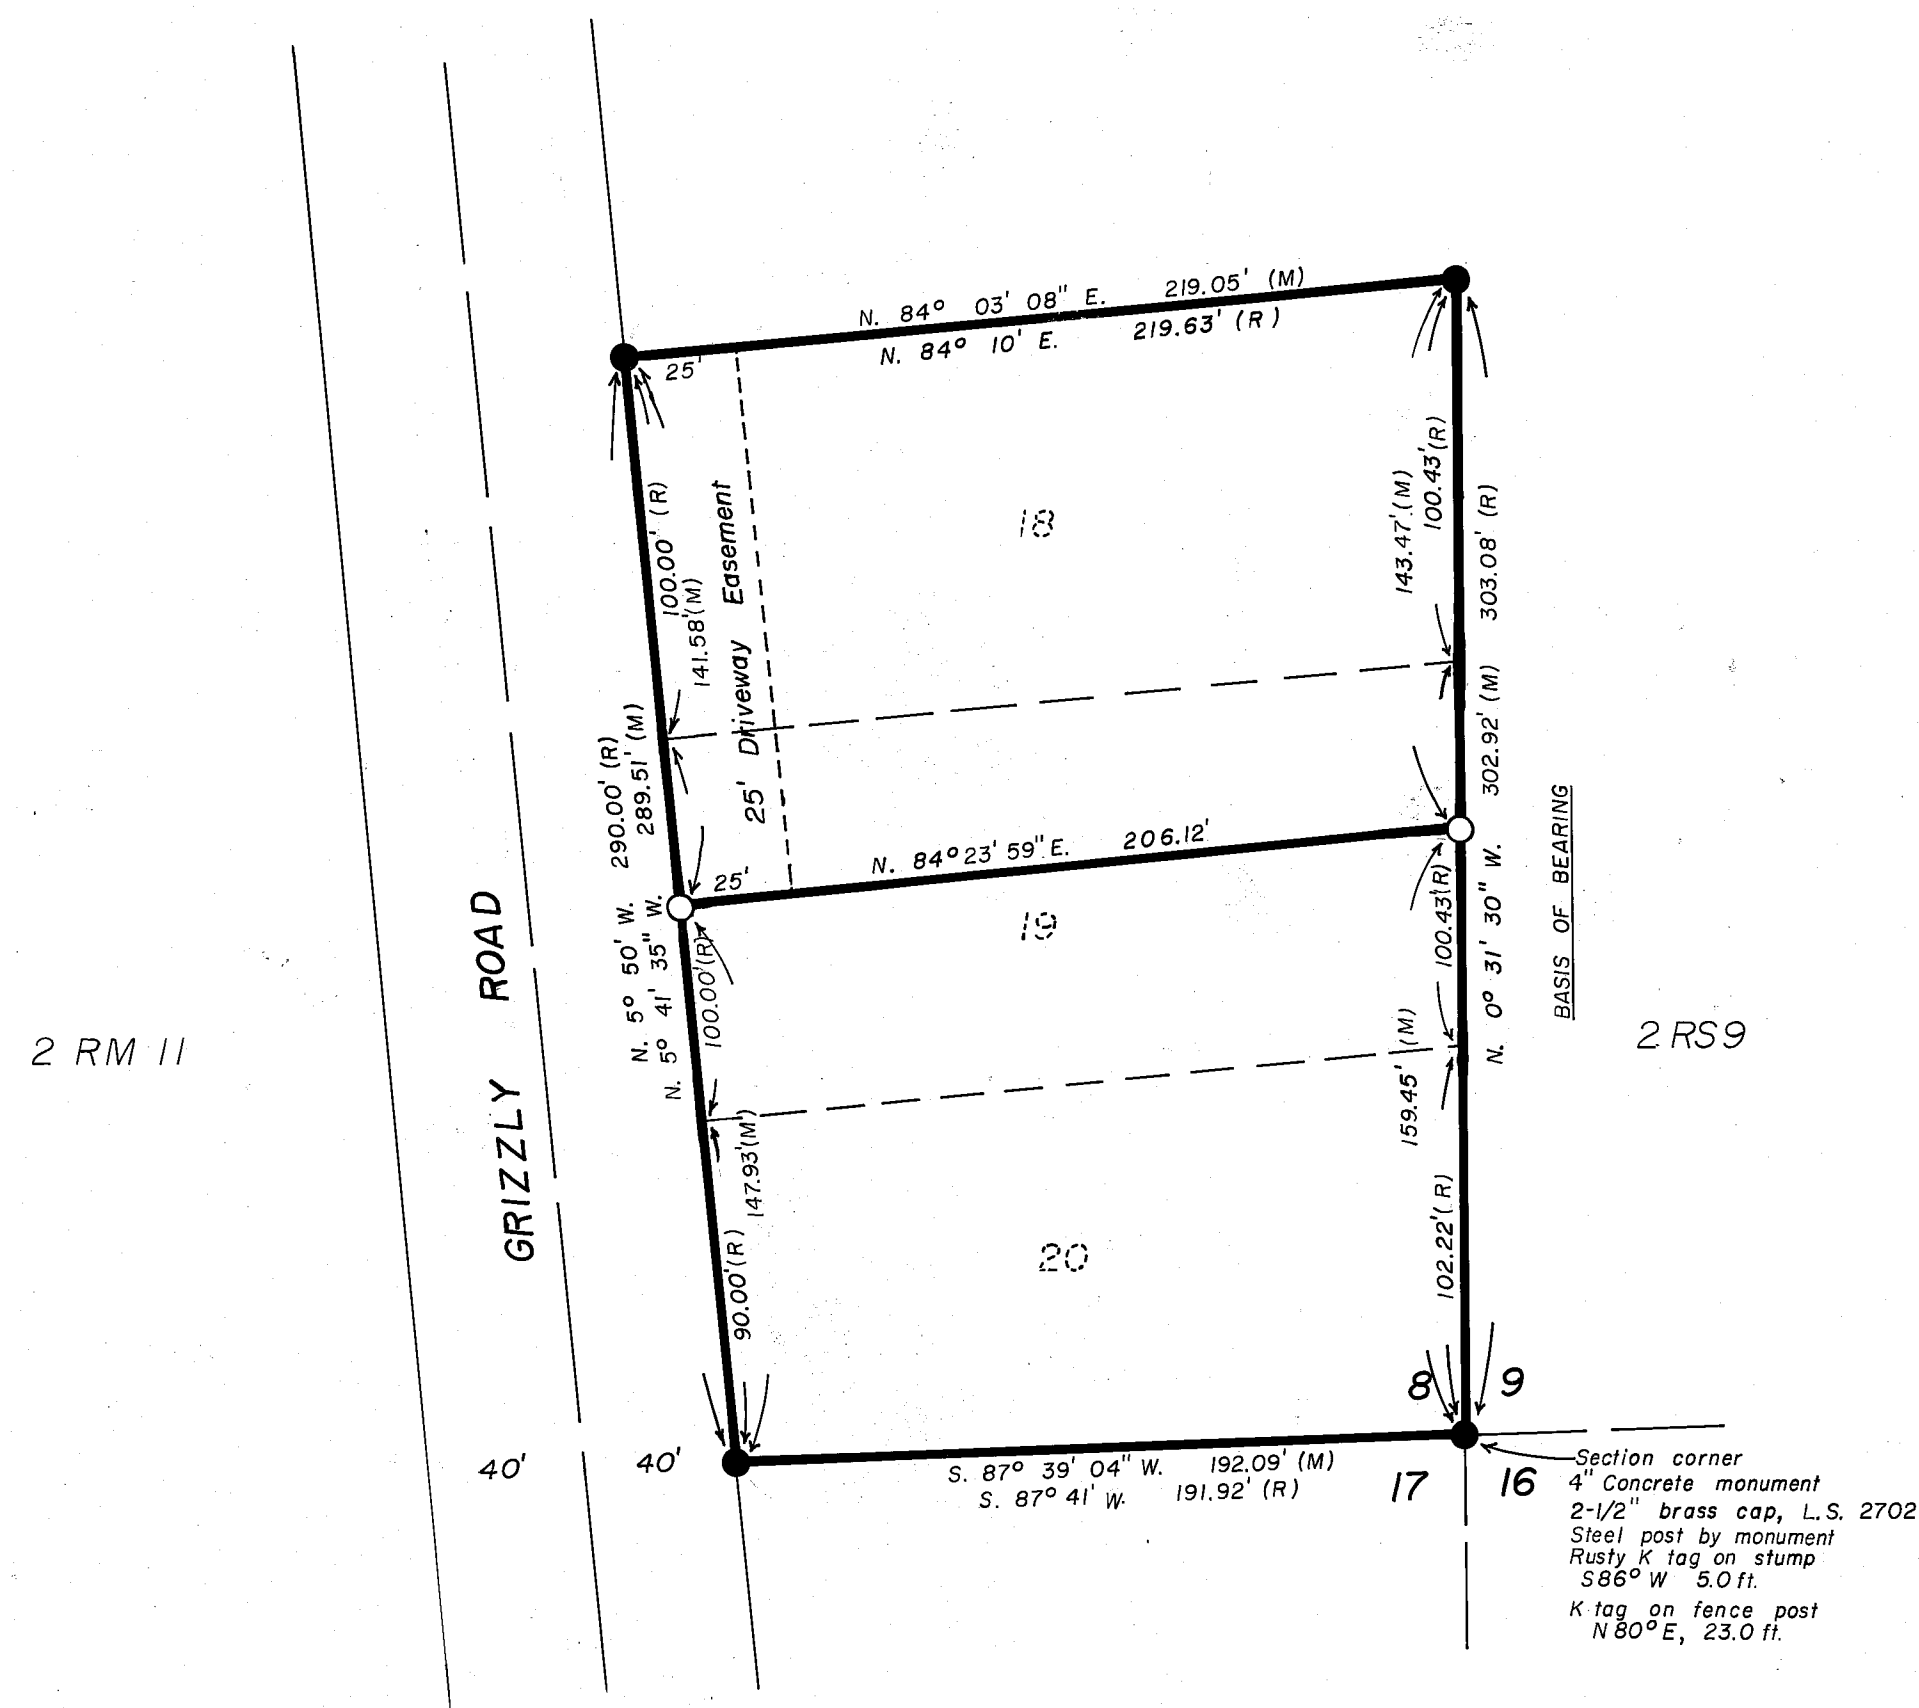 N. 84° 03' 08" E. 219.05' (M)
N. 84° 10' E. 219.63' (R)
25'
100.00' (R)
141.58' (M)
25' Driveway Easement
18
143.47' (M)
100.43' (R)
303.08' (R)
302.92' (M)
290.00' (R)
289.51' (M)
N. 84° 23' 59" E. 206.12'
25'
19
N. 5° 50' W.
N. 5° 41' 35" W.
100.00' (R)
100.43' (R)
N. 0° 31' 30" W.
BASIS OF BEARING
GRIZZLY ROAD
2 RM 11
2 RS 9
159.45' (M)
147.93' (M)
90.00' (R)
102.22' (R)
20
8 9
40' 40'
S. 87° 39' 04" W. 192.09' (M)
S. 87° 41' W. 191.92' (R)
17 16
Section corner
4" Concrete monument
2-1/2" brass cap, L.S. 2702
Steel post by monument
Rusty K tag on stump
S 86° W 5.0 ft.
K tag on fence post
N 80° E, 23.0 ft.